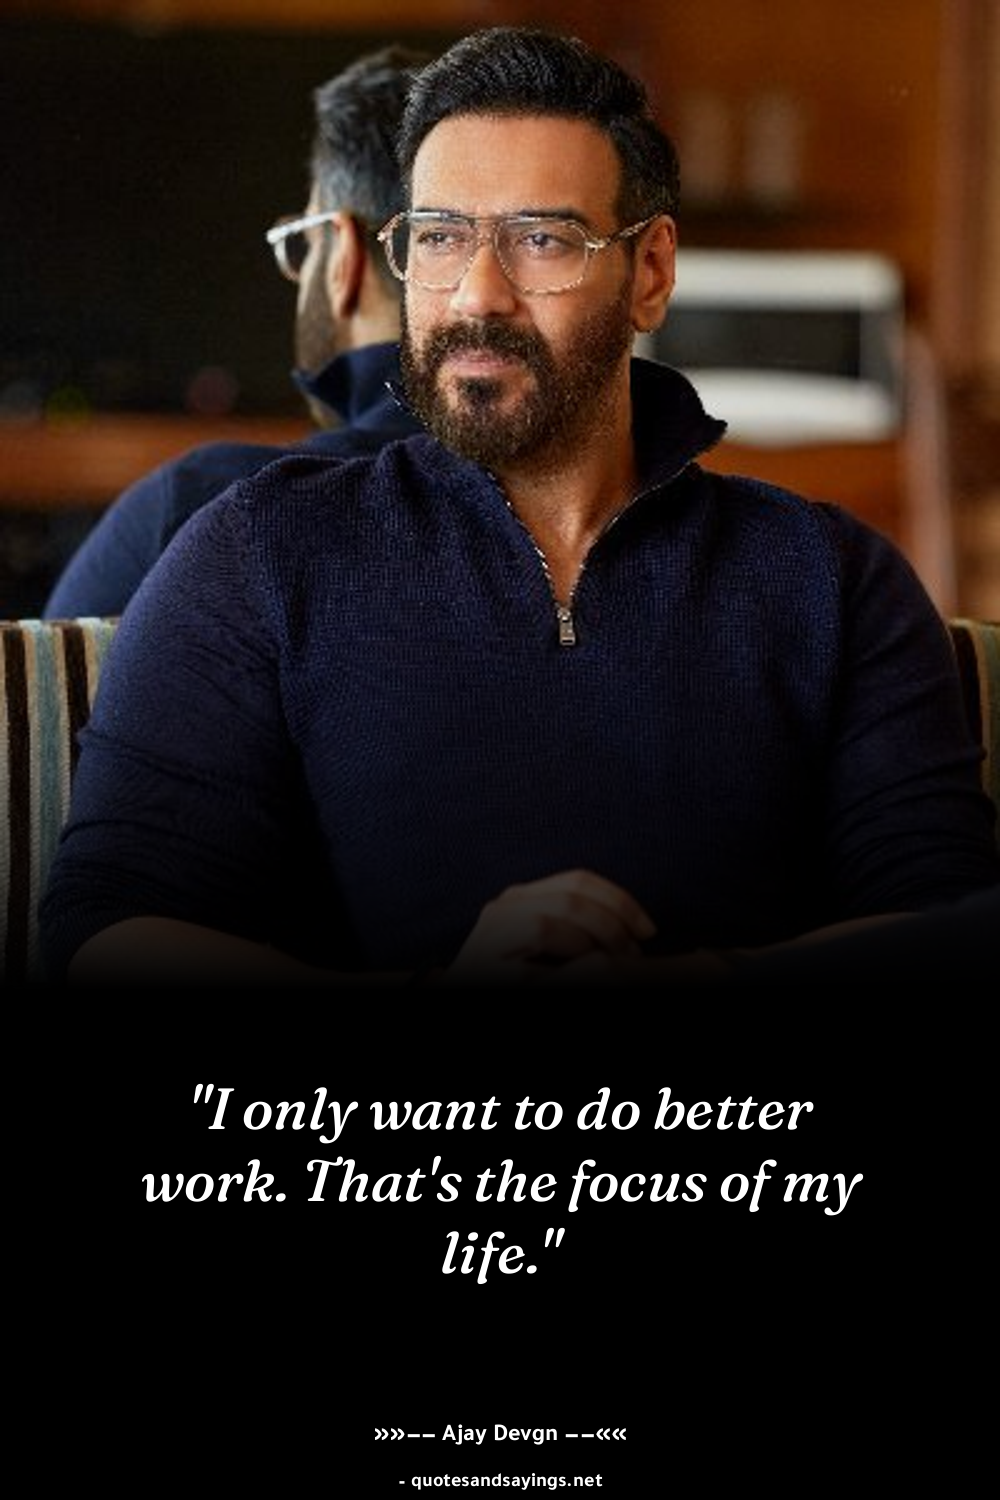 "I only want to do better
work. That's the focus of my
life."
»»−− Ajay Devgn −−««
- quotesandsayings.net